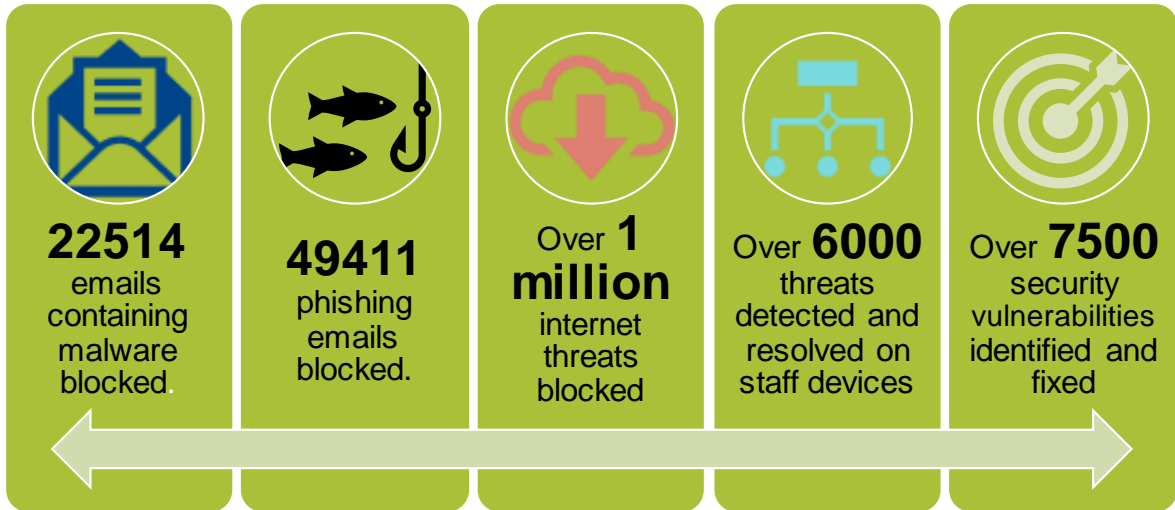 22514
emails
containing
malware
blocked.
49411
phishing
emails
blocked.
Over 1
million
internet
threats
blocked
Over 6000
threats
detected and
resolved on
staff devices
Over 7500
security
vulnerabilities
identified and
fixed